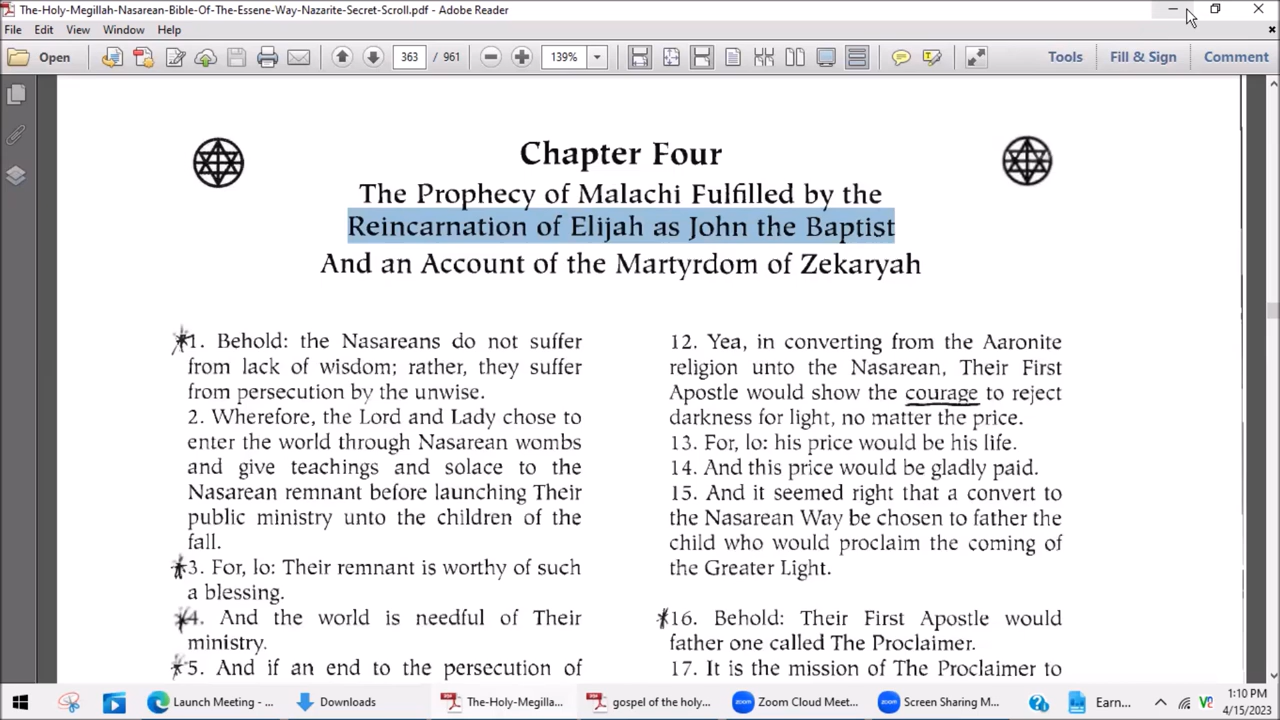 The-Holy-Megillah-Nasarean-Bible-Of-The-Essene-Way-Nazarite-Secret-Scroll.pdf - Adobe Reader
File Edit View Window Help
Open 363 / 961 139% Tools Fill & Sign Comment
Chapter Four
The Prophecy of Malachi Fulfilled by the
Reincarnation of Elijah as John the Baptist
And an Account of the Martyrdom of Zekaryah
1. Behold: the Nasareans do not suffer
from lack of wisdom; rather, they suffer
from persecution by the unwise.
2. Wherefore, the Lord and Lady chose to
enter the world through Nasarean wombs
and give teachings and solace to the
Nasarean remnant before launching Their
public ministry unto the children of the
fall.
3. For, lo: Their remnant is worthy of such
a blessing.
4. And the world is needful of Their
ministry.
5. And if an end to the persecution of
12. Yea, in converting from the Aaronite
religion unto the Nasarean, Their First
Apostle would show the courage to reject
darkness for light, no matter the price.
13. For, lo: his price would be his life.
14. And this price would be gladly paid.
15. And it seemed right that a convert to
the Nasarean Way be chosen to father the
child who would proclaim the coming of
the Greater Light.
16. Behold: Their First Apostle would
father one called The Proclaimer.
17. It is the mission of The Proclaimer to
Launch Meeting - ... Downloads The-Holy-Megilla... gospel of the holy... zoom Zoom Cloud Meet... zoom Screen Sharing M... Earn...
1:10 PM
4/15/2023